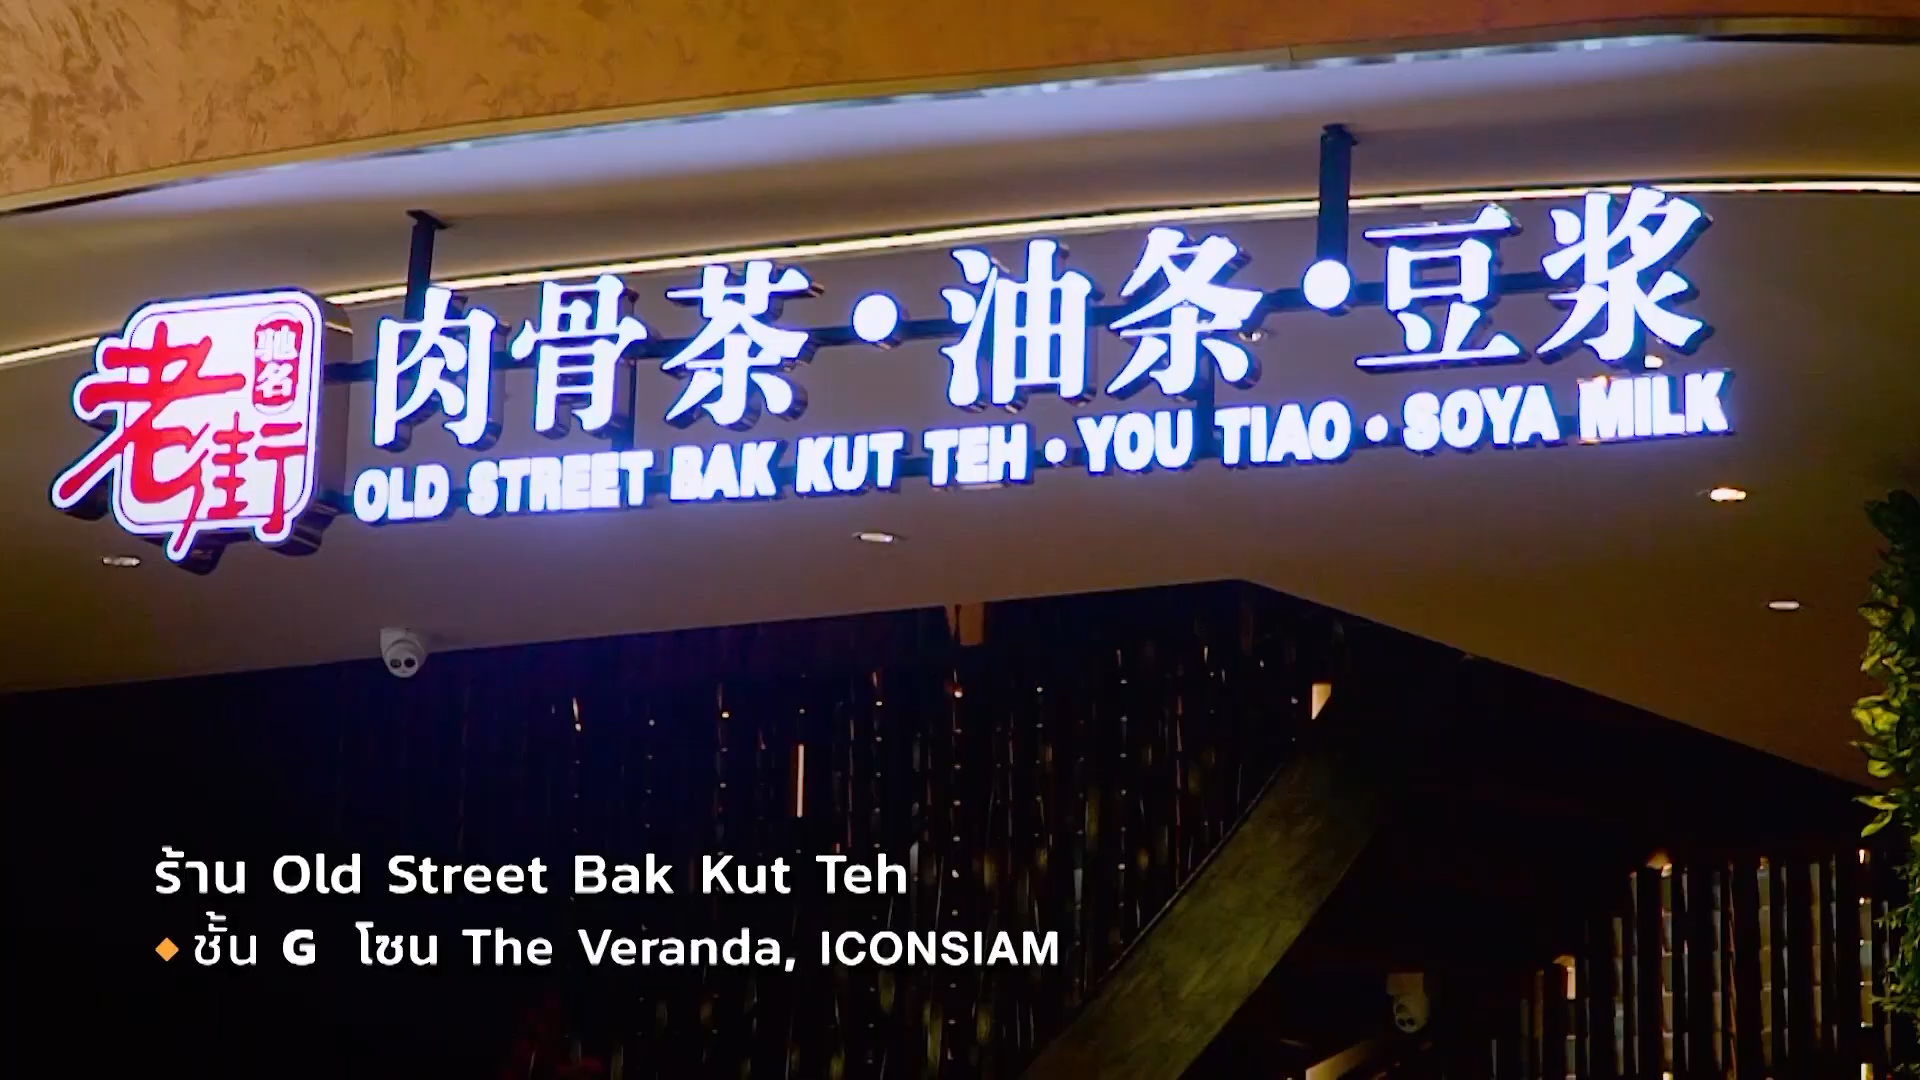 老街
驰名
肉骨茶·油条·豆浆
OLD STREET BAK KUT TEH · YOU TIAO · SOYA MILK
ร้าน Old Street Bak Kut Teh
◆ ชั้น G โซน The Veranda, ICONSIAM